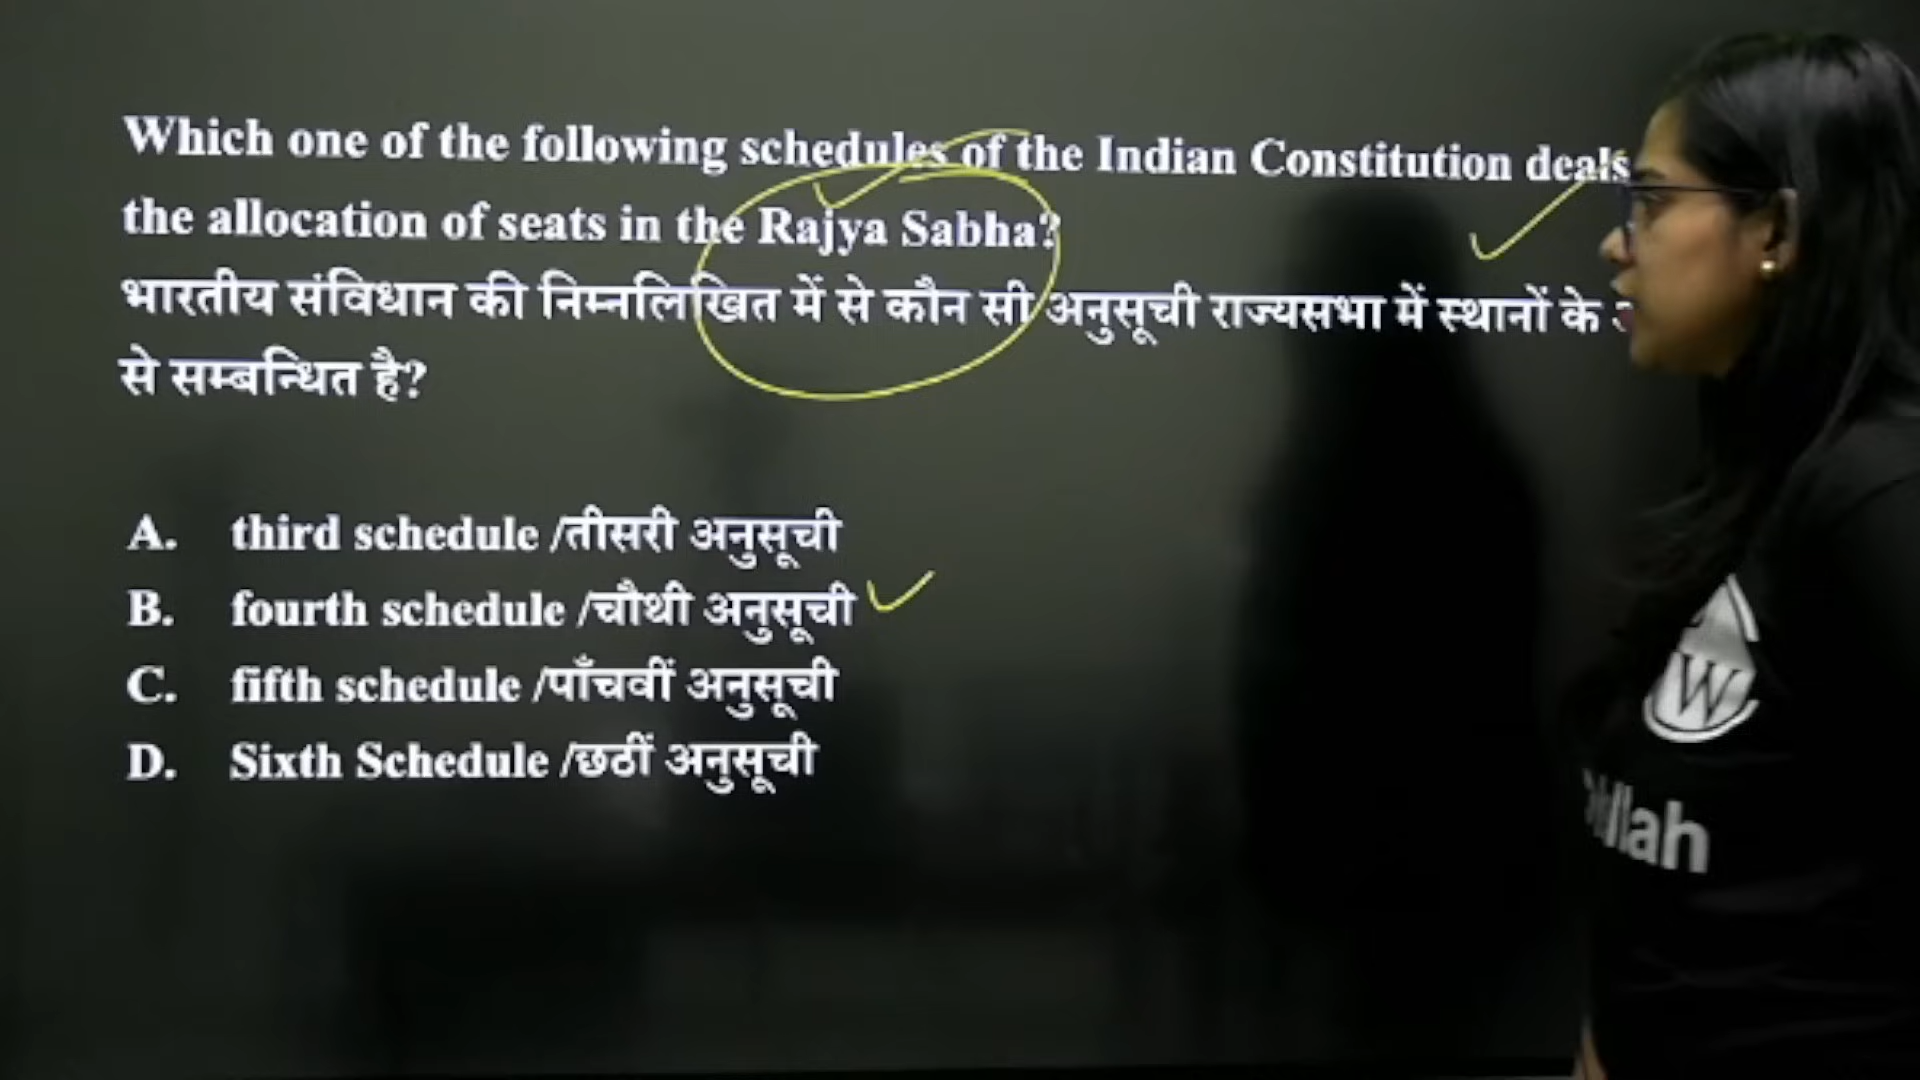 Which one of the following schedules of the Indian Constitution deals
the allocation of seats in the Rajya Sabha?
भारतीय संविधान की निम्नलिखित में से कौन सी अनुसूची राज्यसभा में स्थानों के
से सम्बन्धित है?
A. third schedule /तीसरी अनुसूची
B. fourth schedule /चौथी अनुसूची
C. fifth schedule /पाँचवीं अनुसूची
D. Sixth Schedule /छठीं अनुसूची
W
llah